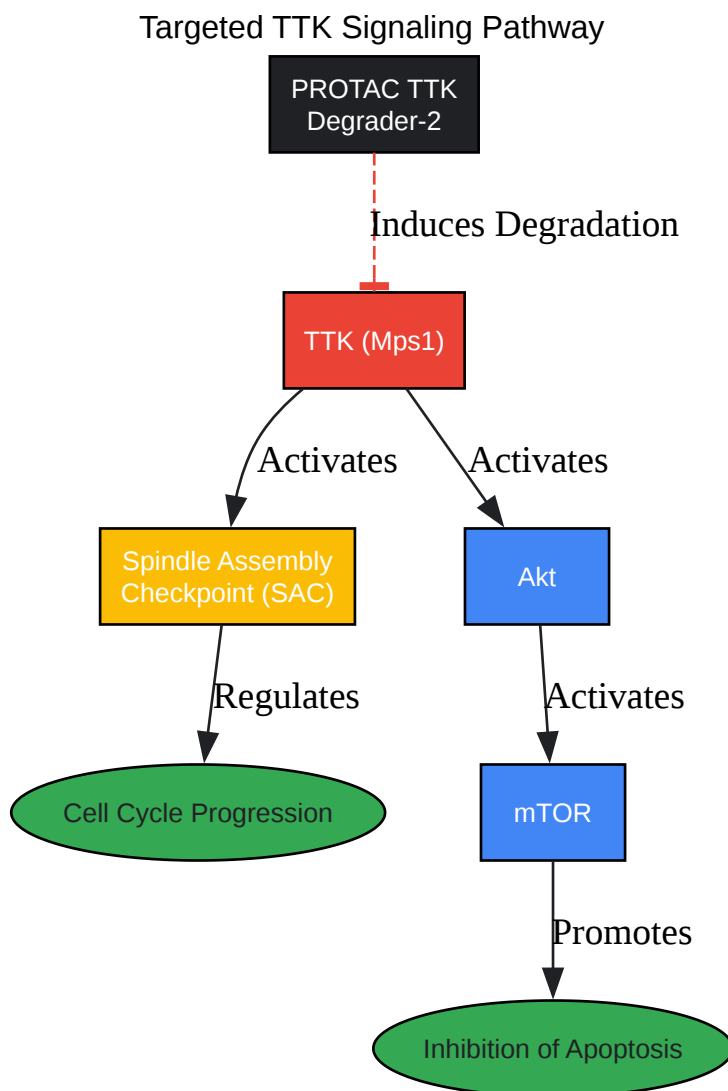 Targeted TTK Signaling Pathway
PROTAC TTK
Degrader-2
Induces Degradation
TTK (Mps1)
Activates
Activates
Spindle Assembly
Checkpoint (SAC)
Akt
Regulates
Activates
Cell Cycle Progression
mTOR
Promotes
Inhibition of Apoptosis